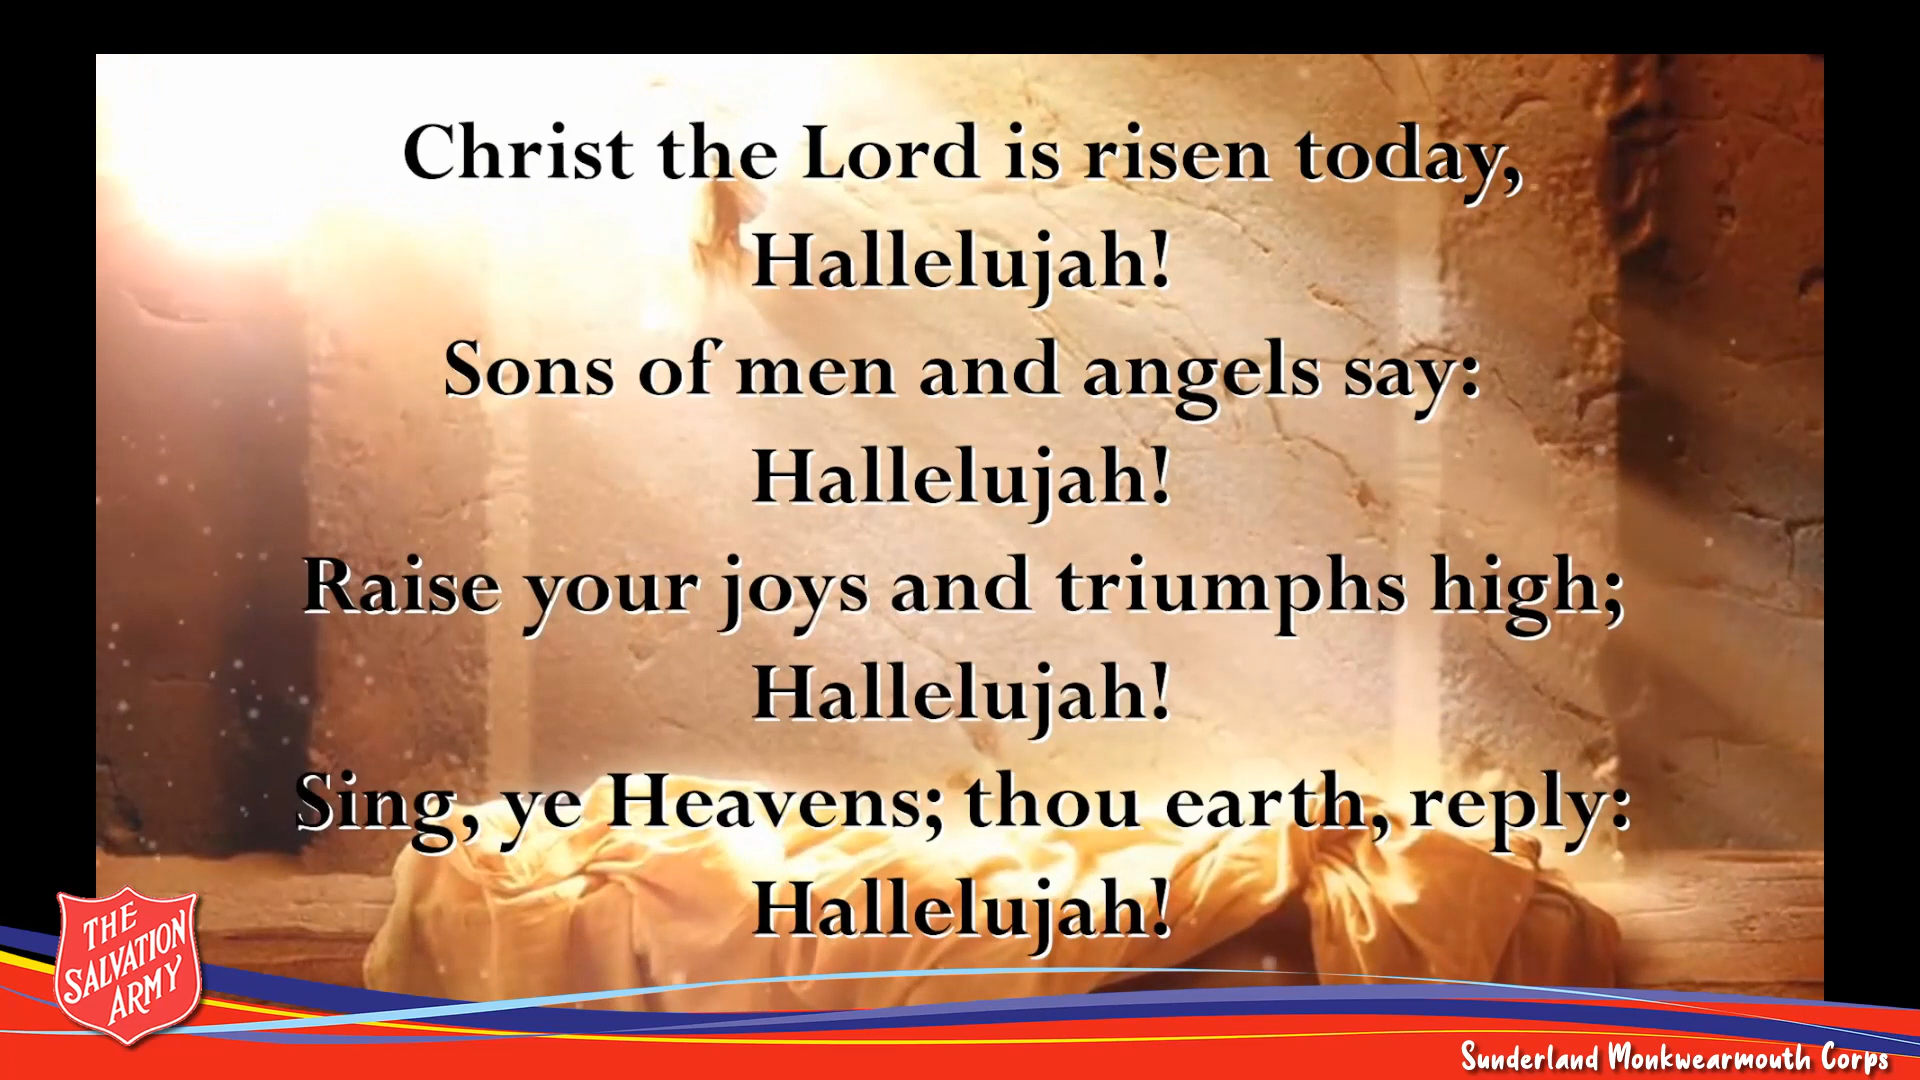 Christ the Lord is risen today,
Hallelujah!
Sons of men and angels say:
Hallelujah!
Raise your joys and triumphs high;
Hallelujah!
Sing, ye Heavens; thou earth, reply:
Hallelujah!
THE
SALVATION
ARMY
Sunderland Monkwearmouth Corps